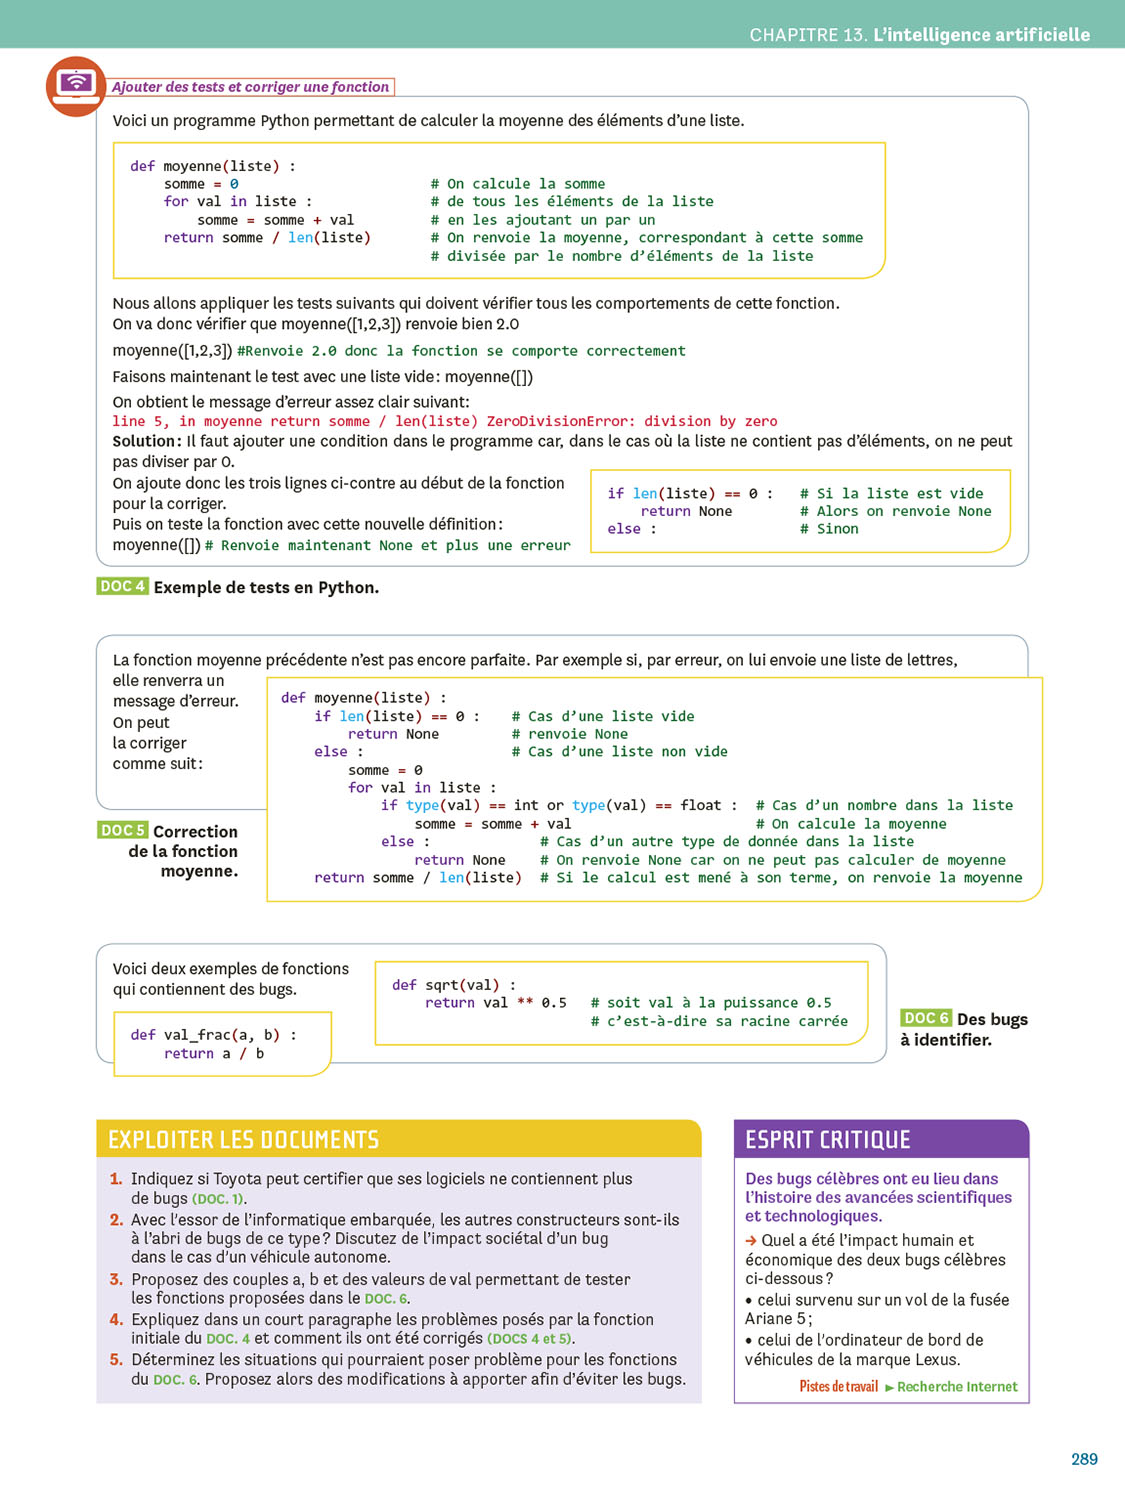 CHAPITRE 13. L'intelligence artificielle
Ajouter des tests et corriger une fonction
Voici un programme Python permettant de calculer la moyenne des éléments d'une liste.
def moyenne(liste) :
    somme = 0    # On calcule la somme
    for val in liste :    # de tous les éléments de la liste
        somme = somme + val    # en les ajoutant un par un
    return somme / len(liste)    # On renvoie la moyenne, correspondant à cette somme
    # divisée par le nombre d'éléments de la liste
Nous allons appliquer les tests suivants qui doivent vérifier tous les comportements de cette fonction.
On va donc vérifier que moyenne([1,2,3]) renvoie bien 2.0
moyenne([1,2,3]) #Renvoie 2.0 donc la fonction se comporte correctement
Faisons maintenant le test avec une liste vide : moyenne([])
On obtient le message d'erreur assez clair suivant :
line 5, in moyenne return somme / len(liste) ZeroDivisionError: division by zero
Solution : Il faut ajouter une condition dans le programme car, dans le cas où la liste ne contient pas d'éléments, on ne peut
pas diviser par 0.
On ajoute donc les trois lignes ci-contre au début de la fonction
pour la corriger.
Puis on teste la fonction avec cette nouvelle définition :
moyenne([]) # Renvoie maintenant None et plus une erreur
if len(liste) == 0 :    # Si la liste est vide
    return None    # Alors on renvoie None
else :    # Sinon
DOC 4 Exemple de tests en Python.
La fonction moyenne précédente n'est pas encore parfaite. Par exemple si, par erreur, on lui envoie une liste de lettres,
elle renverra un
message d'erreur.
On peut
la corriger
comme suit :
def moyenne(liste) :
    if len(liste) == 0 :    # Cas d'une liste vide
        return None    # renvoie None
    else :    # Cas d'une liste non vide
        somme = 0
        for val in liste :
            if type(val) == int or type(val) == float :    # Cas d'un nombre dans la liste
                somme = somme + val    # On calcule la moyenne
            else :    # Cas d'un autre type de donnée dans la liste
                return None    # On renvoie None car on ne peut pas calculer de moyenne
    return somme / len(liste)    # Si le calcul est mené à son terme, on renvoie la moyenne
DOC 5 Correction
de la fonction
moyenne.
Voici deux exemples de fonctions
qui contiennent des bugs.
def val_frac(a, b) :
    return a / b
def sqrt(val) :
    return val ** 0.5    # soit val à la puissance 0.5
    # c'est-à-dire sa racine carrée
DOC 6 Des bugs
à identifier.
EXPLOITER LES DOCUMENTS
1. Indiquez si Toyota peut certifier que ses logiciels ne contiennent plus
de bugs (DOC. 1).
2. Avec l'essor de l'informatique embarquée, les autres constructeurs sont-ils
à l'abri de bugs de ce type ? Discutez de l'impact sociétal d'un bug
dans le cas d'un véhicule autonome.
3. Proposez des couples a, b et des valeurs de val permettant de tester
les fonctions proposées dans le DOC. 6.
4. Expliquez dans un court paragraphe les problèmes posés par la fonction
initiale du DOC. 4 et comment ils ont été corrigés (DOCS 4 et 5).
5. Déterminez les situations qui pourraient poser problème pour les fonctions
du DOC. 6. Proposez alors des modifications à apporter afin d'éviter les bugs.
ESPRIT CRITIQUE
Des bugs célèbres ont eu lieu dans
l'histoire des avancées scientifiques
et technologiques.
→ Quel a été l'impact humain et
économique des deux bugs célèbres
ci-dessous ?
• celui survenu sur un vol de la fusée
Ariane 5 ;
• celui de l'ordinateur de bord de
véhicules de la marque Lexus.
Pistes de travail ► Recherche Internet
289